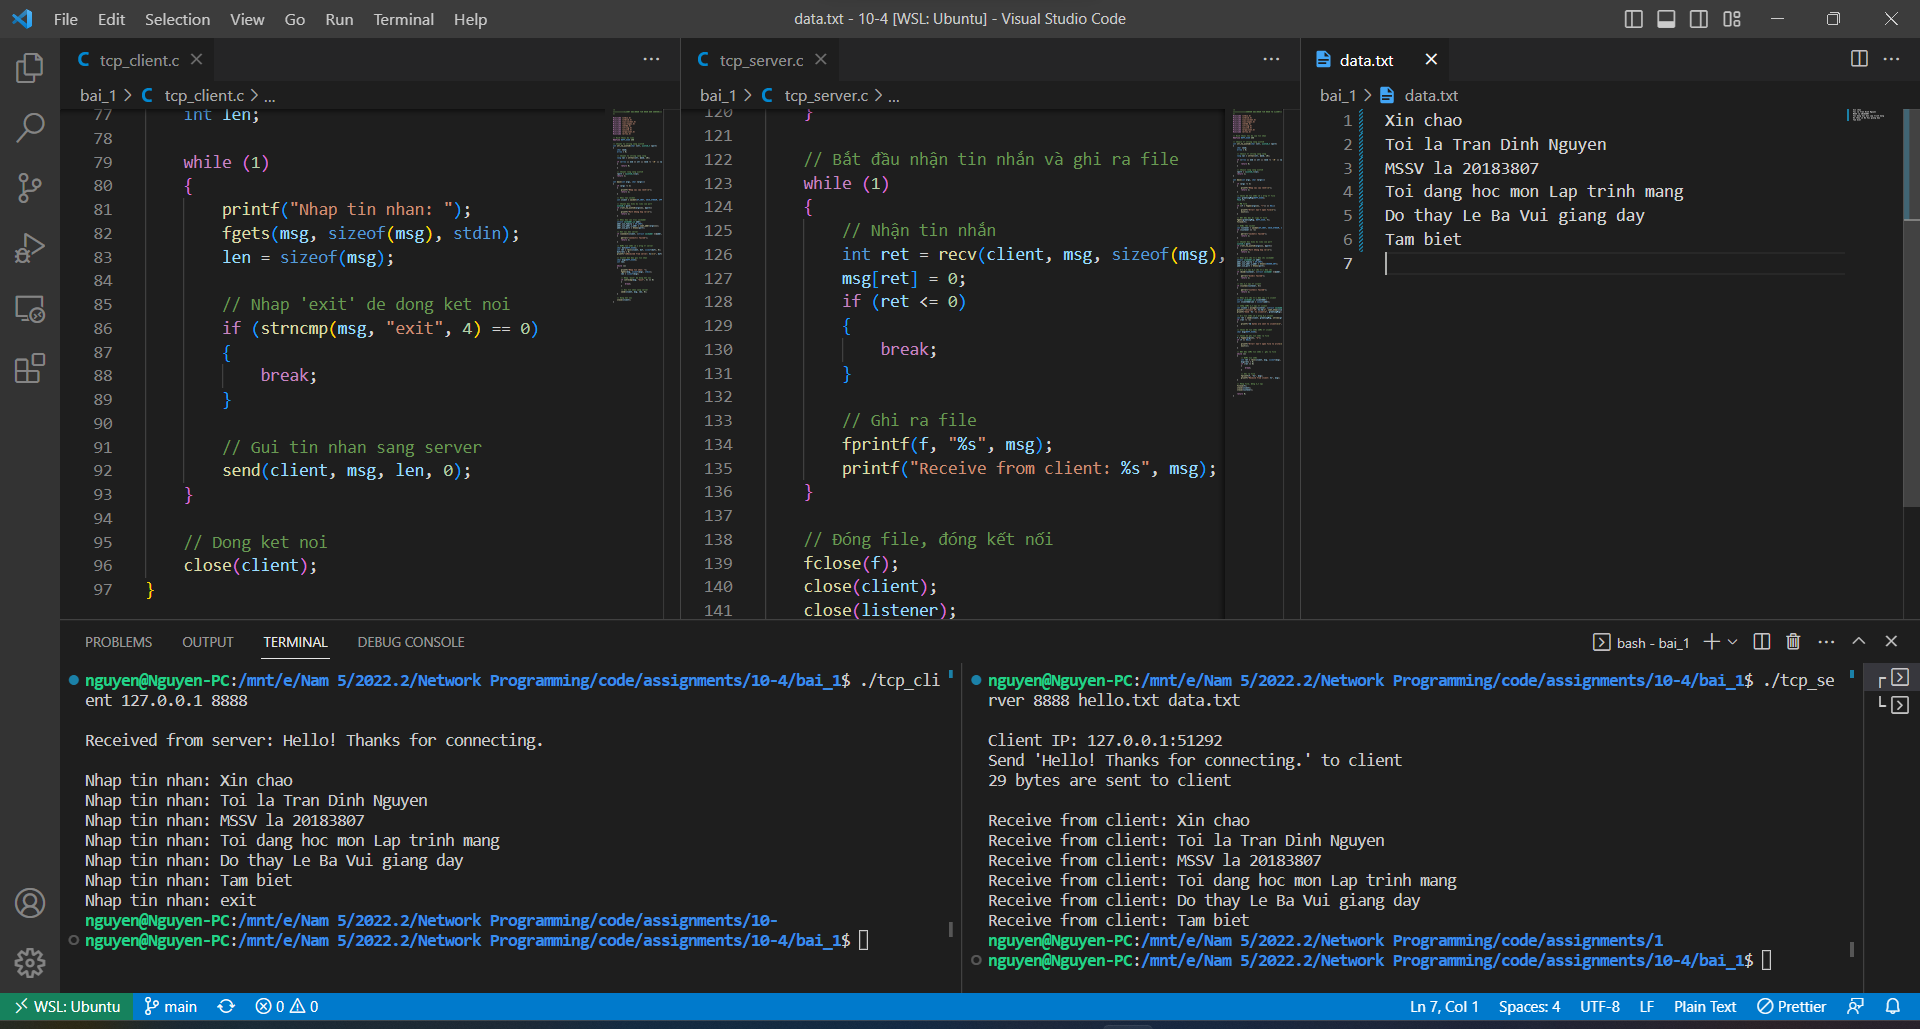 File Edit Selection View Go Run Terminal Help
data.txt - 10-4 [WSL: Ubuntu] - Visual Studio Code
C tcp_client.c
bai_1 > C tcp_client.c > ...
77 int len;
78
79 while (1)
80 {
81 printf("Nhap tin nhan: ");
82 fgets(msg, sizeof(msg), stdin);
83 len = sizeof(msg);
84
85 // Nhap 'exit' de dong ket noi
86 if (strncmp(msg, "exit", 4) == 0)
87 {
88 break;
89 }
90
91 // Gui tin nhan sang server
92 send(client, msg, len, 0);
93 }
94
95 // Dong ket noi
96 close(client);
97 }
C tcp_server.c
bai_1 > C tcp_server.c > ...
120 }
121
122 // Bắt đầu nhận tin nhắn và ghi ra file
123 while (1)
124 {
125 // Nhận tin nhắn
126 int ret = recv(client, msg, sizeof(msg),
127 msg[ret] = 0;
128 if (ret <= 0)
129 {
130 break;
131 }
132
133 // Ghi ra file
134 fprintf(f, "%s", msg);
135 printf("Receive from client: %s", msg);
136 }
137
138 // Đóng file, đóng kết nối
139 fclose(f);
140 close(client);
141 close(listener);
data.txt
bai_1 > data.txt
1 Xin chao
2 Toi la Tran Dinh Nguyen
3 MSSV la 20183807
4 Toi dang hoc mon Lap trinh mang
5 Do thay Le Ba Vui giang day
6 Tam biet
7
PROBLEMS OUTPUT TERMINAL DEBUG CONSOLE
bash - bai_1
nguyen@Nguyen-PC:/mnt/e/Nam 5/2022.2/Network Programming/code/assignments/10-4/bai_1$ ./tcp_cli
ent 127.0.0.1 8888
Received from server: Hello! Thanks for connecting.
Nhap tin nhan: Xin chao
Nhap tin nhan: Toi la Tran Dinh Nguyen
Nhap tin nhan: MSSV la 20183807
Nhap tin nhan: Toi dang hoc mon Lap trinh mang
Nhap tin nhan: Do thay Le Ba Vui giang day
Nhap tin nhan: Tam biet
Nhap tin nhan: exit
nguyen@Nguyen-PC:/mnt/e/Nam 5/2022.2/Network Programming/code/assignments/10-
nguyen@Nguyen-PC:/mnt/e/Nam 5/2022.2/Network Programming/code/assignments/10-4/bai_1$
nguyen@Nguyen-PC:/mnt/e/Nam 5/2022.2/Network Programming/code/assignments/10-4/bai_1$ ./tcp_se
rver 8888 hello.txt data.txt
Client IP: 127.0.0.1:51292
Send 'Hello! Thanks for connecting.' to client
29 bytes are sent to client
Receive from client: Xin chao
Receive from client: Toi la Tran Dinh Nguyen
Receive from client: MSSV la 20183807
Receive from client: Toi dang hoc mon Lap trinh mang
Receive from client: Do thay Le Ba Vui giang day
Receive from client: Tam biet
nguyen@Nguyen-PC:/mnt/e/Nam 5/2022.2/Network Programming/code/assignments/1
nguyen@Nguyen-PC:/mnt/e/Nam 5/2022.2/Network Programming/code/assignments/10-4/bai_1$
WSL: Ubuntu main 0 0 Ln 7, Col 1 Spaces: 4 UTF-8 LF Plain Text Prettier